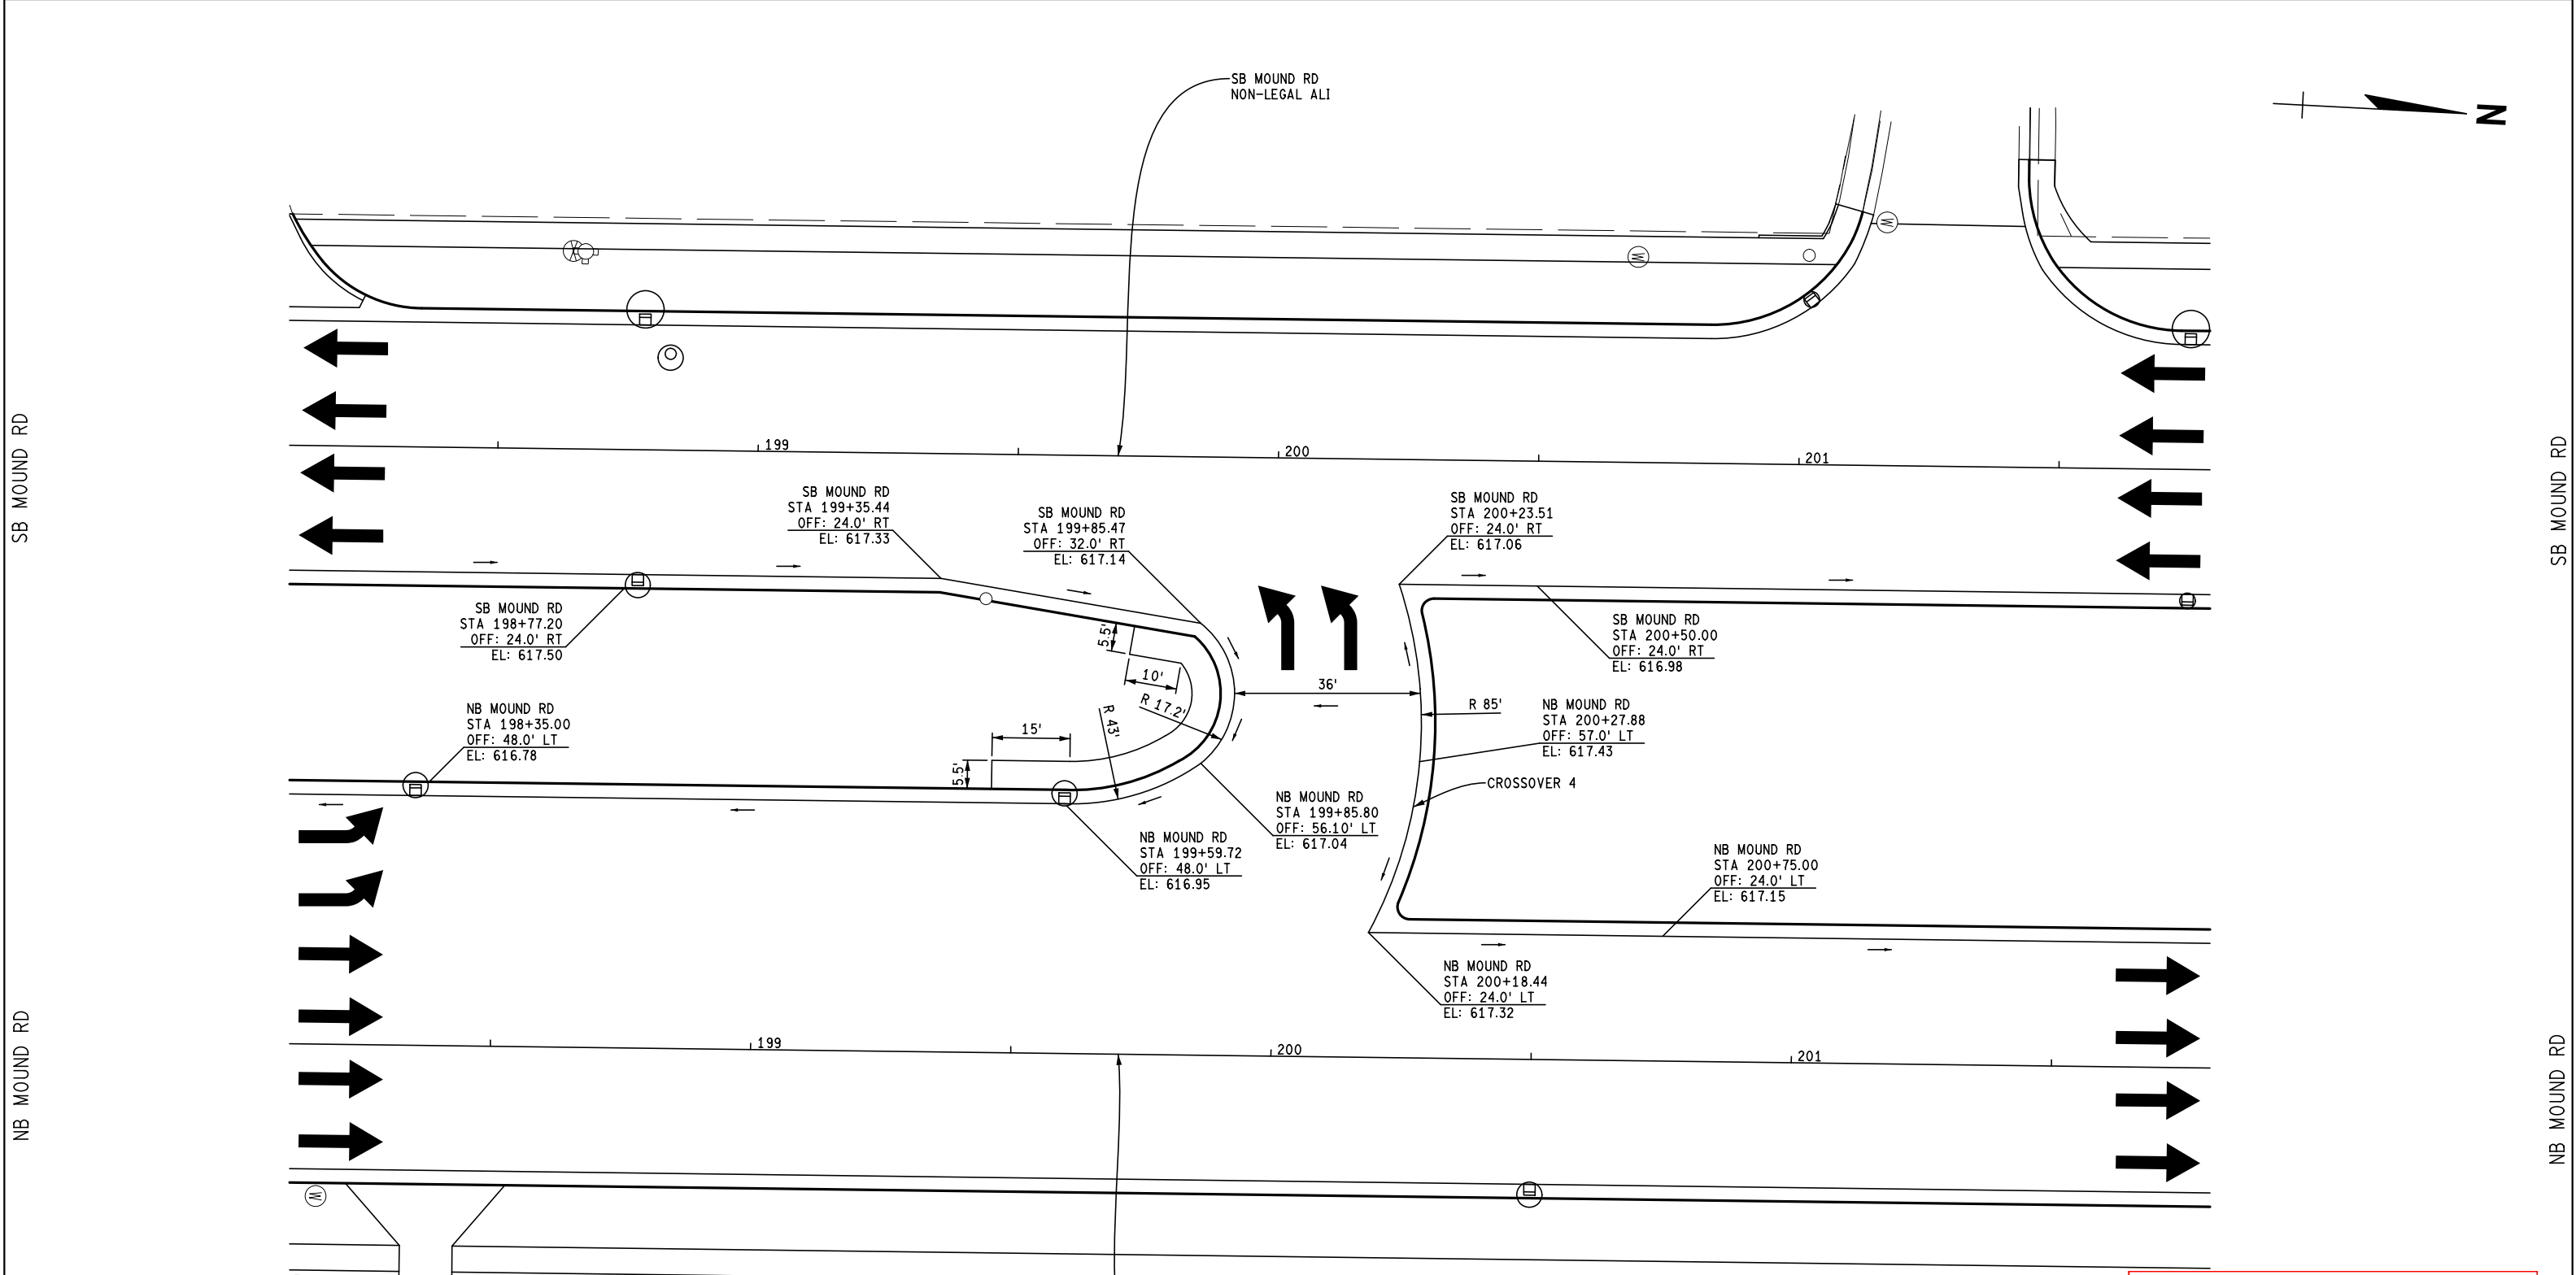 SB MOUND RD
NON-LEGAL ALI
N
SB MOUND RD
SB MOUND RD
199
200
201
SB MOUND RD
STA 199+35.44
OFF: 24.0' RT
EL: 617.33
SB MOUND RD
STA 199+85.47
OFF: 32.0' RT
EL: 617.14
SB MOUND RD
STA 200+23.51
OFF: 24.0' RT
EL: 617.06
SB MOUND RD
STA 198+77.20
OFF: 24.0' RT
EL: 617.50
SB MOUND RD
STA 200+50.00
OFF: 24.0' RT
EL: 616.98
5.5'
10'
R 17.2'
R 43'
36'
R 85'
15'
5.5'
NB MOUND RD
STA 198+35.00
OFF: 48.0' LT
EL: 616.78
NB MOUND RD
STA 200+27.88
OFF: 57.0' LT
EL: 617.43
CROSSOVER 4
NB MOUND RD
STA 199+85.80
OFF: 56.10' LT
EL: 617.04
NB MOUND RD
STA 199+59.72
OFF: 48.0' LT
EL: 616.95
NB MOUND RD
STA 200+75.00
OFF: 24.0' LT
EL: 617.15
NB MOUND RD
STA 200+18.44
OFF: 24.0' LT
EL: 617.32
NB MOUND RD
NB MOUND RD
199
200
201
W
W
W